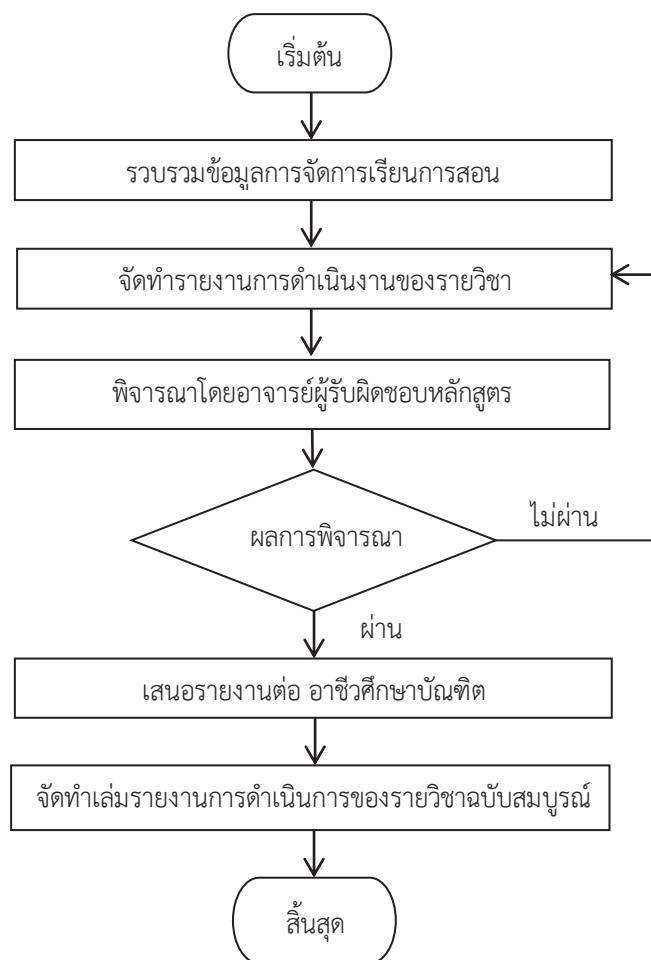 เริ่มต้น
รวบรวมข้อมูลการจัดการเรียนการสอน
จัดทำรายงานการดำเนินงานของรายวิชา
พิจารณาโดยอาจารย์ผู้รับผิดชอบหลักสูตร
ผลการพิจารณา
ไม่ผ่าน
ผ่าน
เสนอรายงานต่อ อาชีวศึกษาบัณฑิต
จัดทำเล่มรายงานการดำเนินการของรายวิชาฉบับสมบูรณ์
สิ้นสุด